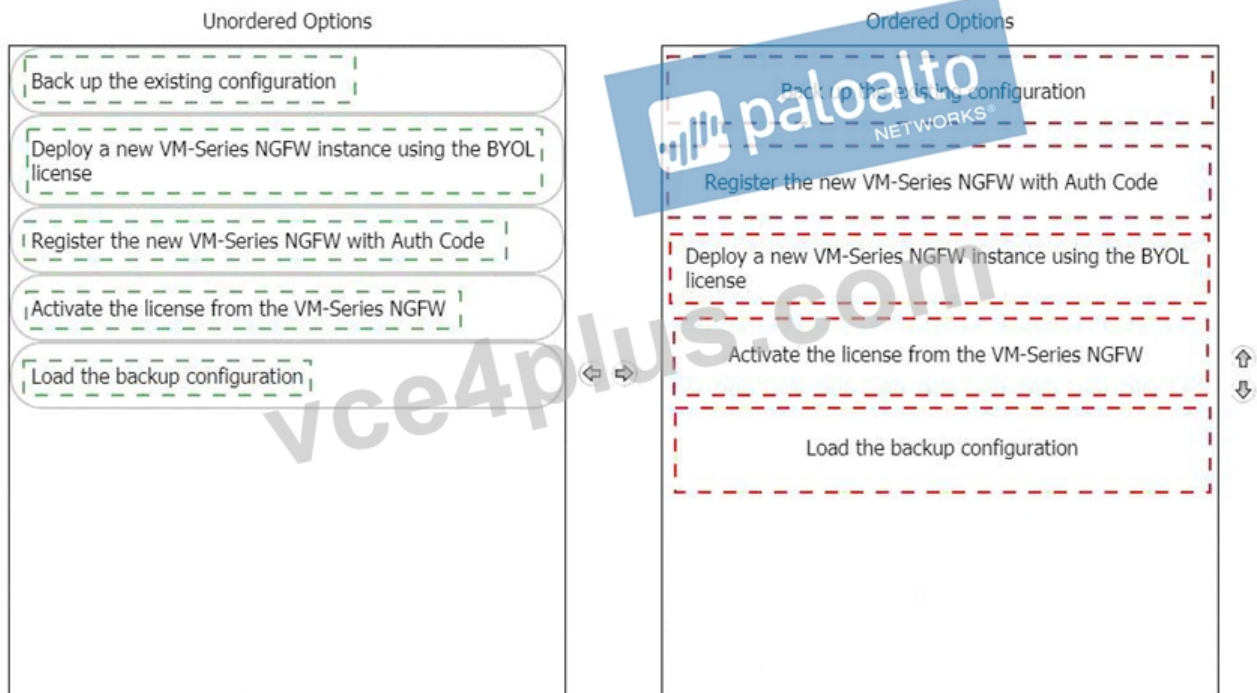 Unordered Options
Back up the existing configuration
Deploy a new VM-Series NGFW instance using the BYOL
license
Register the new VM-Series NGFW with Auth Code
Activate the license from the VM-Series NGFW
Load the backup configuration
Ordered Options
Back up the existing configuration
Register the new VM-Series NGFW with Auth Code
Deploy a new VM-Series NGFW instance using the BYOL
license
Activate the license from the VM-Series NGFW
Load the backup configuration
paloalto
NETWORKS®
vce4plus.com